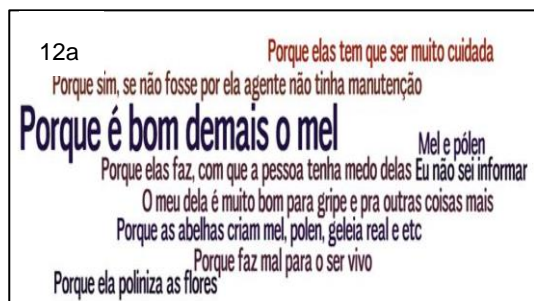 12a
Porque elas tem que ser muito cuidada
Porque sim, se não fosse por ela agente não tinha manutenção
Porque é bom demais o mel
Mel e pólen
Porque elas faz, com que a pessoa tenha medo delas
Eu não sei informar
O meu dela é muito bom para gripe e pra outras coisas mais
Porque as abelhas criam mel, polen, geleia real e etc
Porque faz mal para o ser vivo
Porque ela poliniza as flores